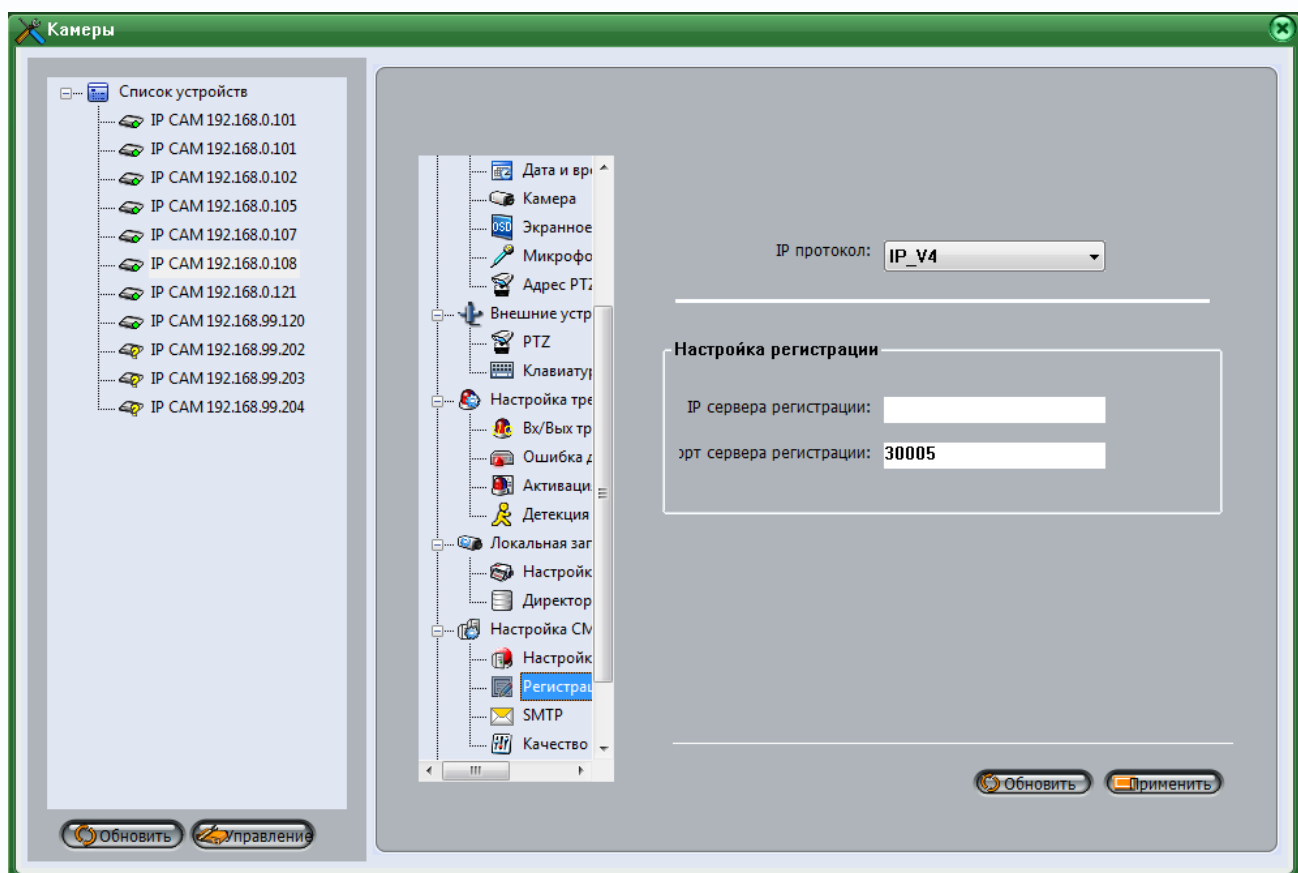 Камеры
Список устройств
IP CAM 192.168.0.101
IP CAM 192.168.0.101
IP CAM 192.168.0.102
IP CAM 192.168.0.105
IP CAM 192.168.0.107
IP CAM 192.168.0.108
IP CAM 192.168.0.121
IP CAM 192.168.99.120
IP CAM 192.168.99.202
IP CAM 192.168.99.203
IP CAM 192.168.99.204
Обновить
Управление
Дата и вр
Камера
OSD Экранное
Микрофо
Адрес PTZ
Внешние устр
PTZ
Клавиату
Настройка тре
Вх/Вых тр
Ошибка д
Активаци
Детекция
Локальная заг
Настройк
Директор
Настройка СМ
Настройк
Регистрац
SMTP
Качество
IP протокол: IP_V4
Настройка регистрации
IP сервера регистрации:
орт сервера регистрации: 30005
Обновить
Применить